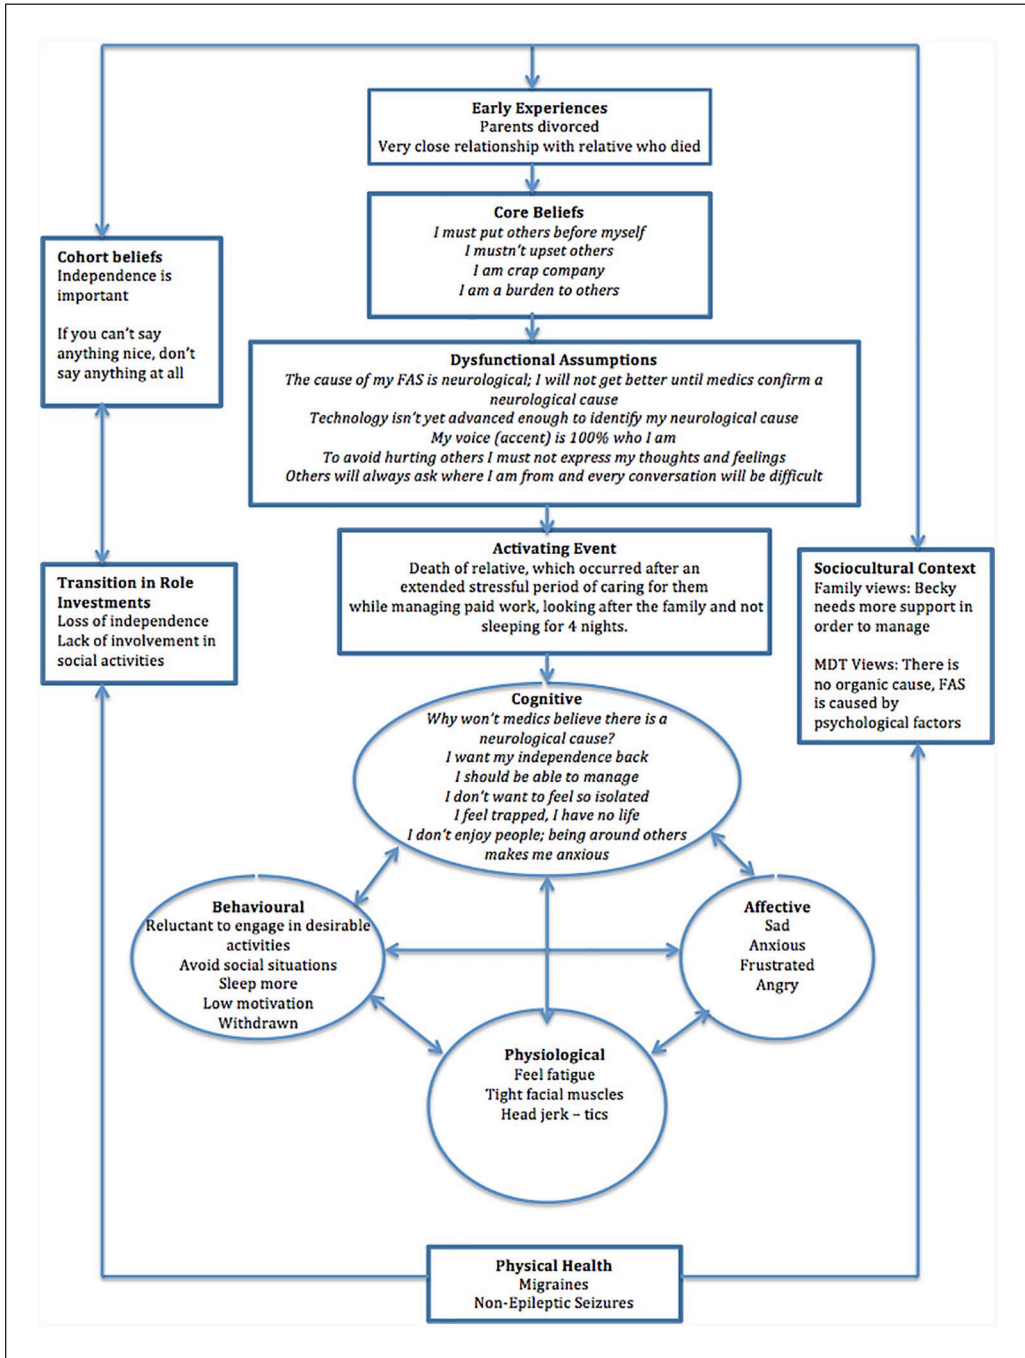 Early Experiences
Parents divorced
Very close relationship with relative who died
Core Beliefs
I must put others before myself
I mustn't upset others
I am crap company
I am a burden to others
Cohort beliefs
Independence is
important
If you can't say
anything nice, don't
say anything at all
Dysfunctional Assumptions
The cause of my FAS is neurological; I will not get better until medics confirm a
neurological cause
Technology isn't yet advanced enough to identify my neurological cause
My voice (accent) is 100% who I am
To avoid hurting others I must not express my thoughts and feelings
Others will always ask where I am from and every conversation will be difficult
Activating Event
Death of relative, which occurred after an
extended stressful period of caring for them
while managing paid work, looking after the family and not
sleeping for 4 nights.
Transition in Role
Investments
Loss of independence
Lack of involvement in
social activities
Sociocultural Context
Family views: Becky
needs more support in
order to manage
MDT Views: There is
no organic cause, FAS
is caused by
psychological factors
Cognitive
Why won't medics believe there is a
neurological cause?
I want my independence back
I should be able to manage
I don't want to feel so isolated
I feel trapped, I have no life
I don't enjoy people; being around others
makes me anxious
Behavioural
Reluctant to engage in desirable
activities
Avoid social situations
Sleep more
Low motivation
Withdrawn
Affective
Sad
Anxious
Frustrated
Angry
Physiological
Feel fatigue
Tight facial muscles
Head jerk – tics
Physical Health
Migraines
Non-Epileptic Seizures